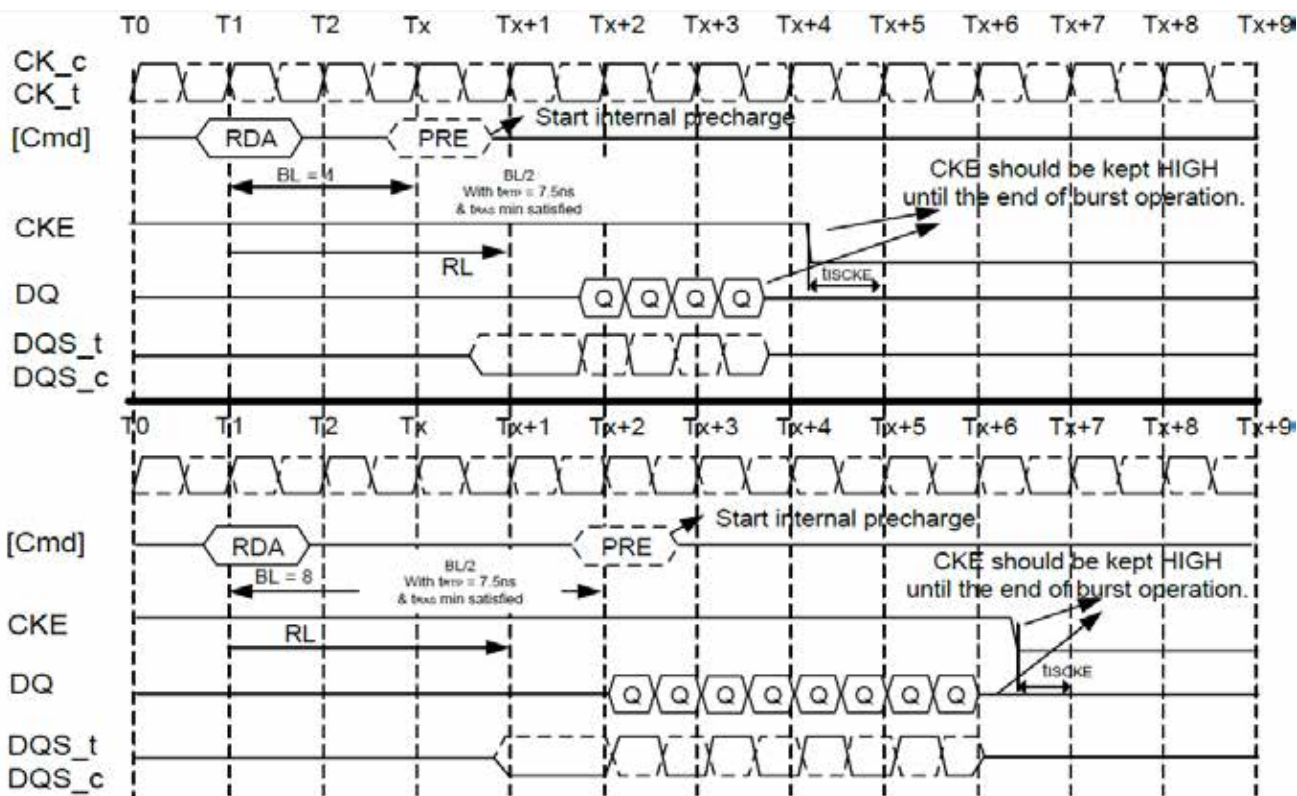 T0 T1 T2 Tx Tx+1 Tx+2 Tx+3 Tx+4 Tx+5 Tx+6 Tx+7 Tx+8 Tx+9
CK_c
CK_t
[Cmd] RDA PRE Start internal precharge
BL = 4
BL/2
With tRTP = 7.5ns
& tRAS min satisfied
CKE should be kept HIGH
until the end of burst operation.
CKE
RL
tISCKE
DQ Q Q Q Q
DQS_t
DQS_c
T0 T1 T2 Tx Tx+1 Tx+2 Tx+3 Tx+4 Tx+5 Tx+6 Tx+7 Tx+8 Tx+9
[Cmd] RDA PRE Start internal precharge
BL = 8
BL/2
With tRTP = 7.5ns
& tRAS min satisfied
CKE should be kept HIGH
until the end of burst operation.
CKE
RL
tISCKE
DQ Q Q Q Q Q Q Q Q
DQS_t
DQS_c